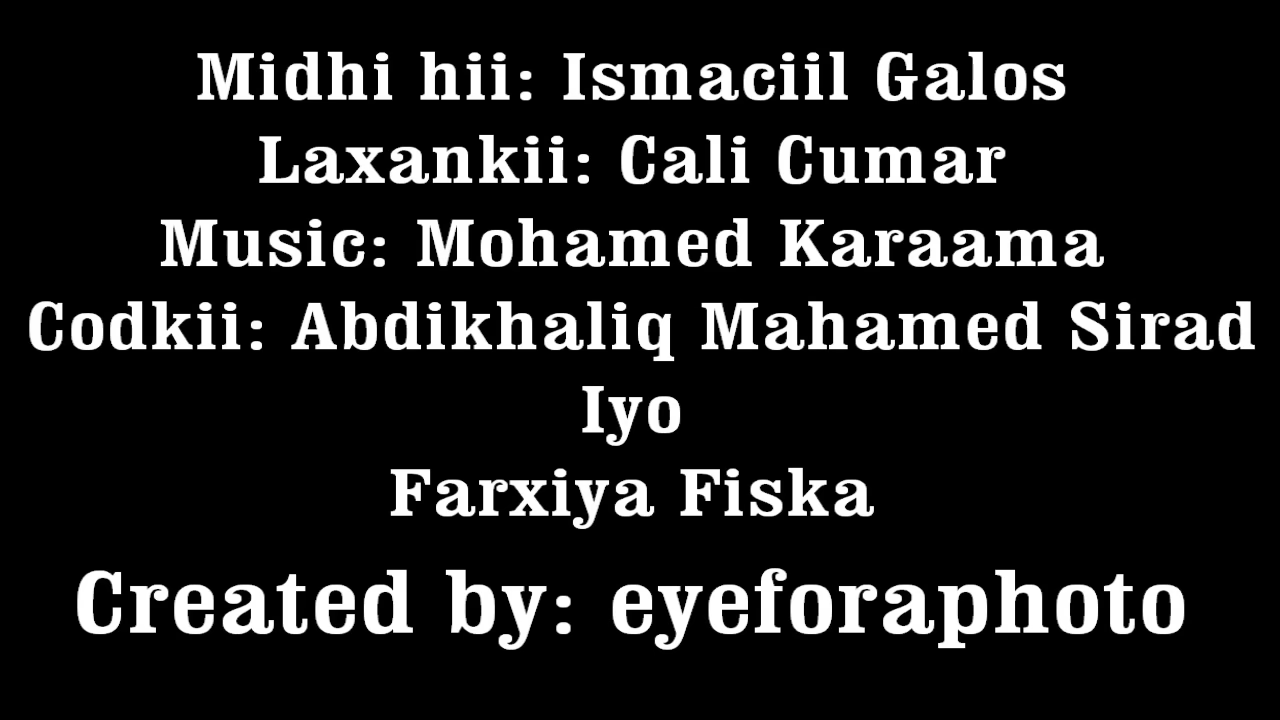 Midhi hii: Ismaciil Galos
Laxankii: Cali Cumar
Music: Mohamed Karaama
Codkii: Abdikhaliq Mahamed Sirad
Iyo
Farxiya Fiska
Created by: eyeforaphoto